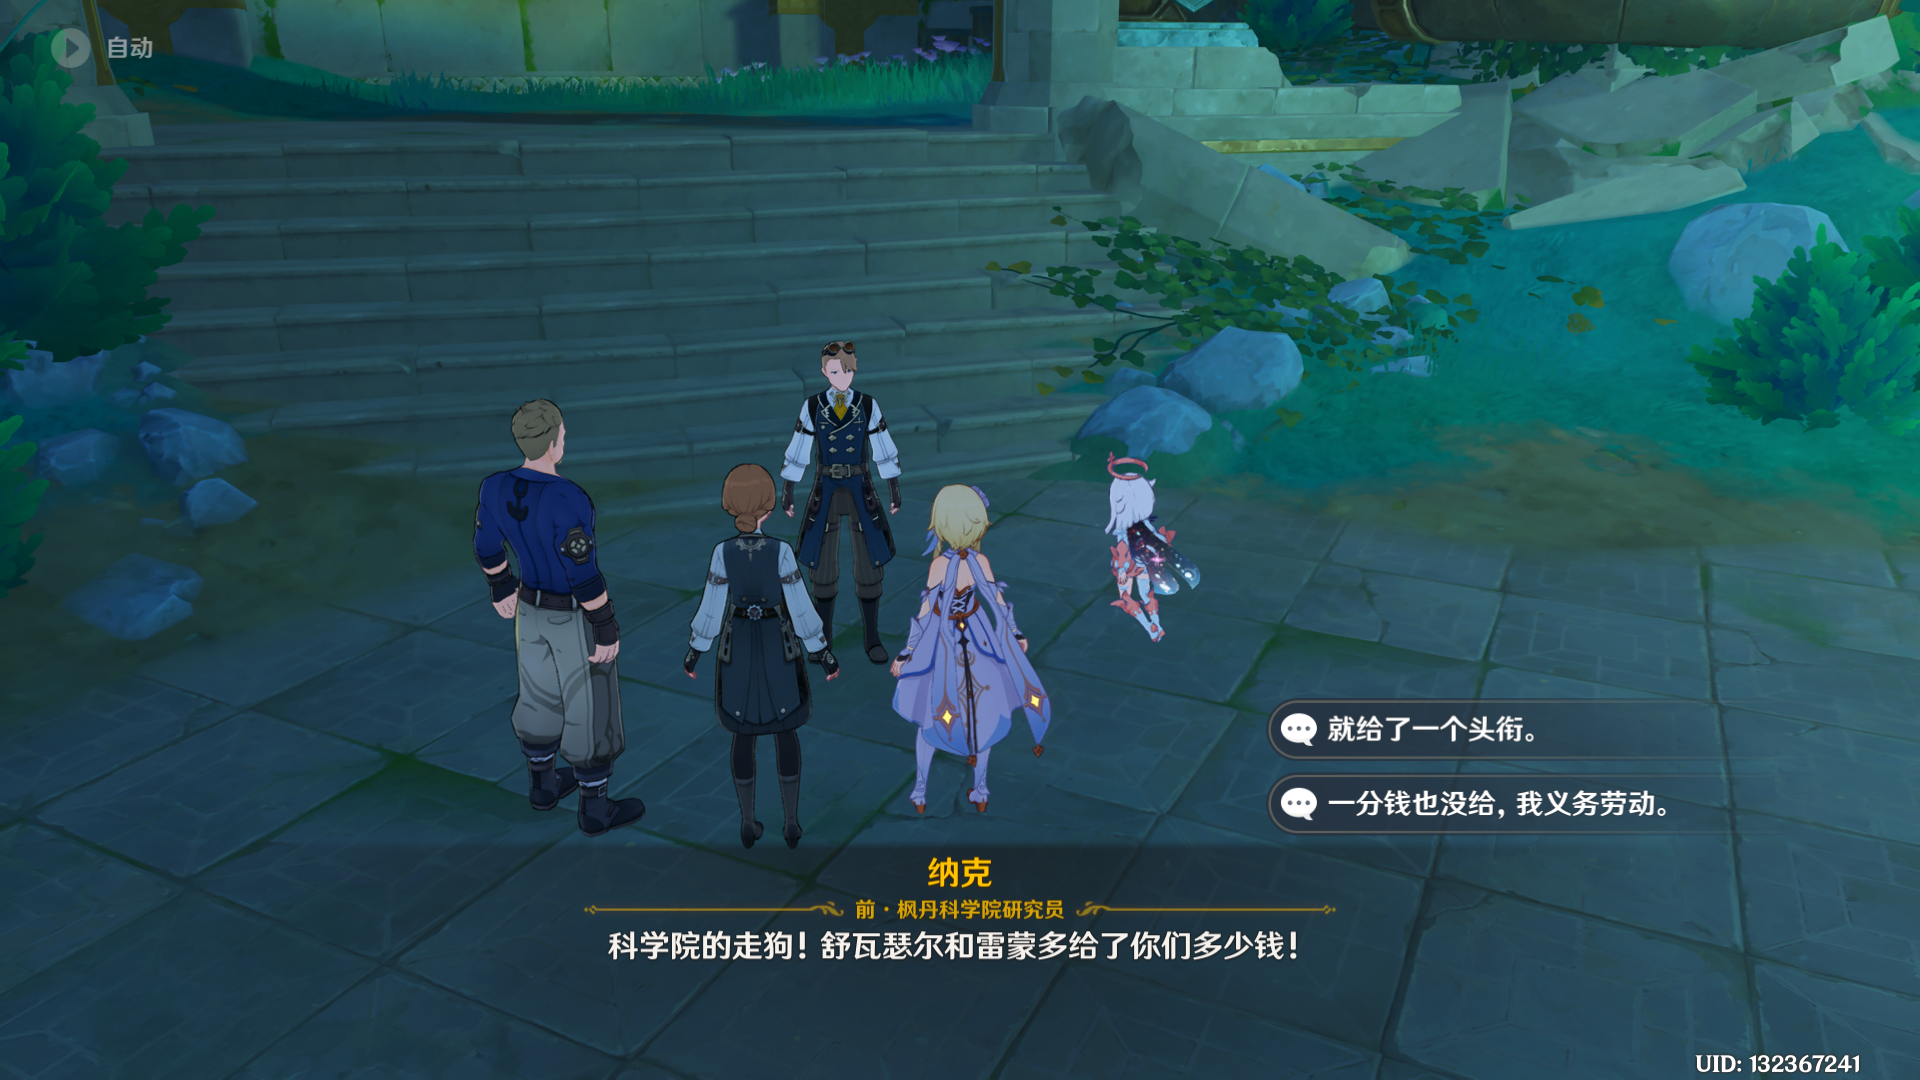 自动
就给了一个头衔。
一分钱也没给，我义务劳动。
纳克
前·枫丹科学院研究员
科学院的走狗！舒瓦瑟尔和雷蒙多给了你们多少钱！
UID: 132367241